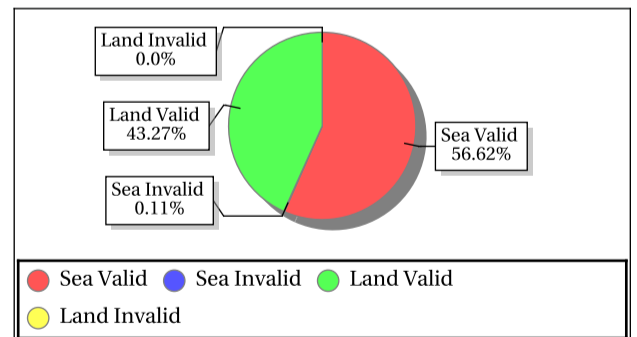 Land Invalid
0.0%
Land Valid
43.27%
Sea Valid
56.62%
Sea Invalid
0.11%
Sea Valid Sea Invalid Land Valid
Land Invalid